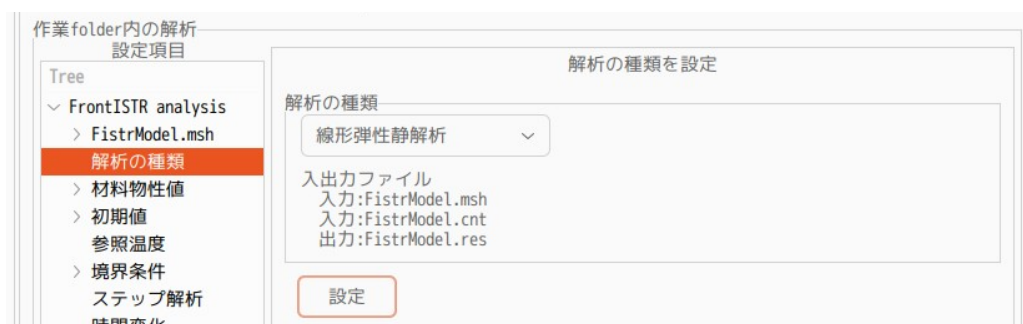 作業folder内の解析
設定項目
Tree
FrontISTR analysis
FistrModel.msh
解析の種類
材料物性値
初期値
参照温度
境界条件
ステップ解析
解析の種類を設定
解析の種類
線形弾性静解析
入出力ファイル
入力:FistrModel.msh
入力:FistrModel.cnt
出力:FistrModel.res
設定